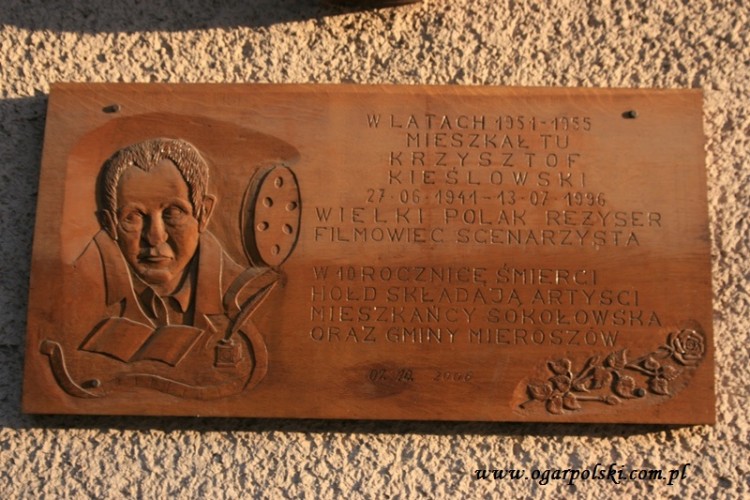 W LATACH 1951-1955
MIESZKAŁ TU
KRZYSZTOF
KIEŚLOWSKI
27-06-1941-13-07-1996
WIELKI POLAK REŻYSER
FILMOWIEC SCENARZYSTA
W 10 ROCZNICĘ ŚMIERCI
HOŁD SKŁADAJĄ ARTYŚCI
MIESZKAŃCY SOKOŁOWSKA
ORAZ GMINY MIEROSZÓW
2006
www.ogarpolski.com.pl